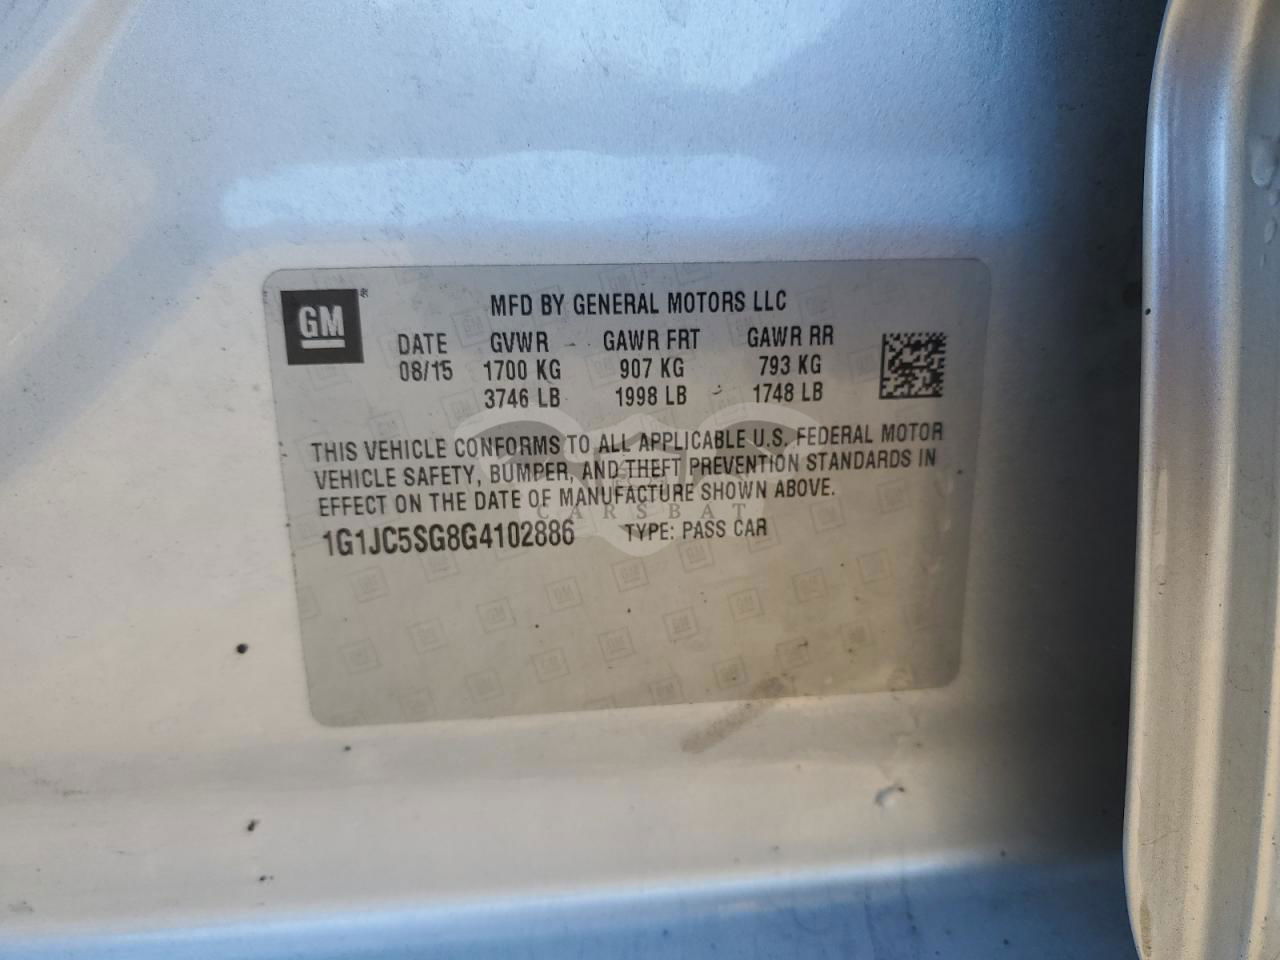 GM®
MFD BY GENERAL MOTORS LLC
DATE GVWR GAWR FRT GAWR RR
08/15 1700 KG 907 KG 793 KG
3746 LB 1998 LB 1748 LB
THIS VEHICLE CONFORMS TO ALL APPLICABLE U.S. FEDERAL MOTOR
VEHICLE SAFETY, BUMPER, AND THEFT PREVENTION STANDARDS IN
EFFECT ON THE DATE OF MANUFACTURE SHOWN ABOVE.
CARSBAT
1G1JC5SG8G4102886 TYPE: PASS CAR